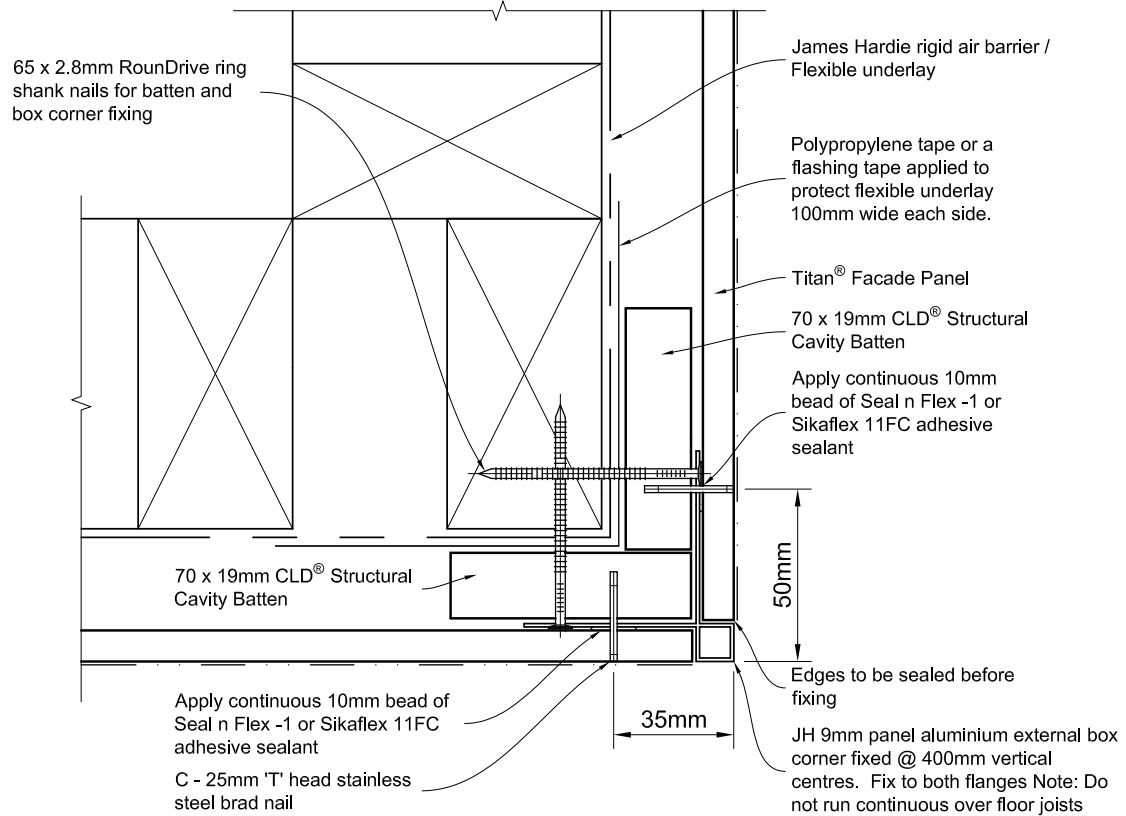 65 x 2.8mm RounDrive ring
shank nails for batten and
box corner fixing
James Hardie rigid air barrier /
Flexible underlay
Polypropylene tape or a
flashing tape applied to
protect flexible underlay
100mm wide each side.
Titan® Facade Panel
70 x 19mm CLD® Structural
Cavity Batten
Apply continuous 10mm
bead of Seal n Flex -1 or
Sikaflex 11FC adhesive
sealant
50mm
70 x 19mm CLD® Structural
Cavity Batten
Edges to be sealed before
fixing
Apply continuous 10mm bead of
Seal n Flex -1 or Sikaflex 11FC
adhesive sealant
35mm
C - 25mm 'T' head stainless
steel brad nail
JH 9mm panel aluminium external box
corner fixed @ 400mm vertical
centres.  Fix to both flanges Note: Do
not run continuous over floor joists